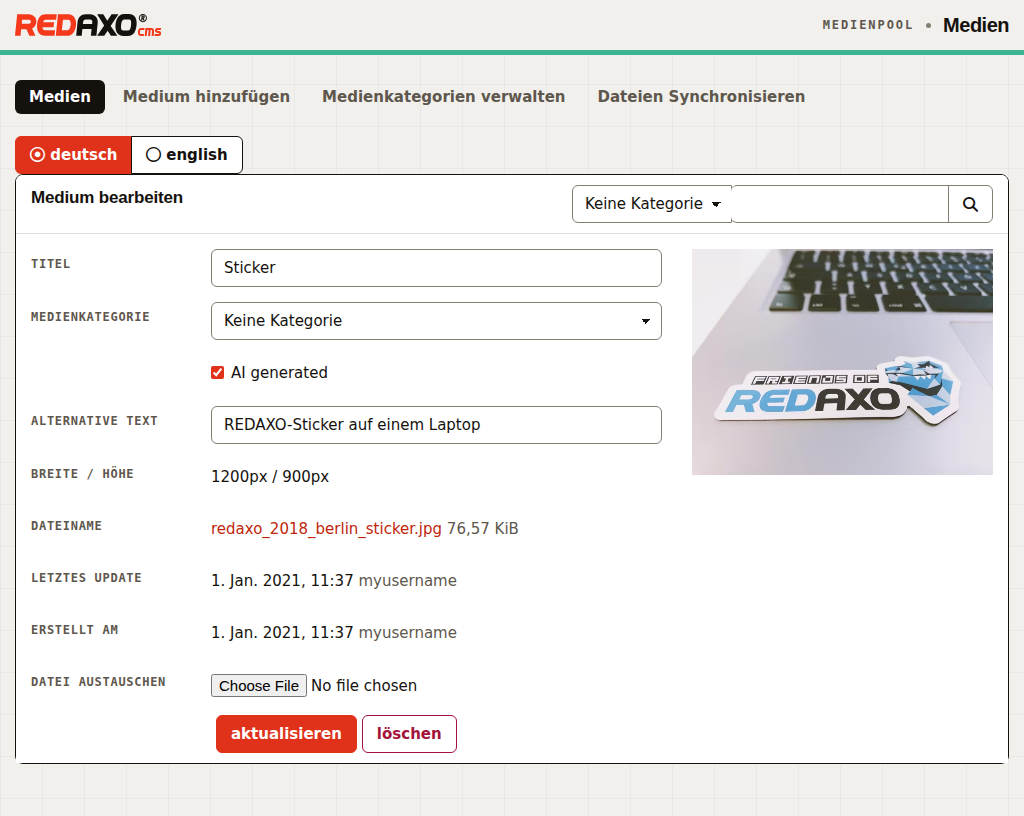 REDAXO® cms
MEDIENPOOL • Medien
Medien Medium hinzufügen Medienkategorien verwalten Dateien Synchronisieren
deutsch english
Medium bearbeiten
Keine Kategorie
TITEL Sticker
MEDIENKATEGORIE Keine Kategorie
AI generated
ALTERNATIVE TEXT REDAXO-Sticker auf einem Laptop
BREITE / HÖHE 1200px / 900px
DATEINAME redaxo_2018_berlin_sticker.jpg 76,57 KiB
LETZTES UPDATE 1. Jan. 2021, 11:37 myusername
ERSTELLT AM 1. Jan. 2021, 11:37 myusername
DATEI AUSTAUSCHEN Choose File No file chosen
aktualisieren löschen
FRIENDS OF
REDAXO